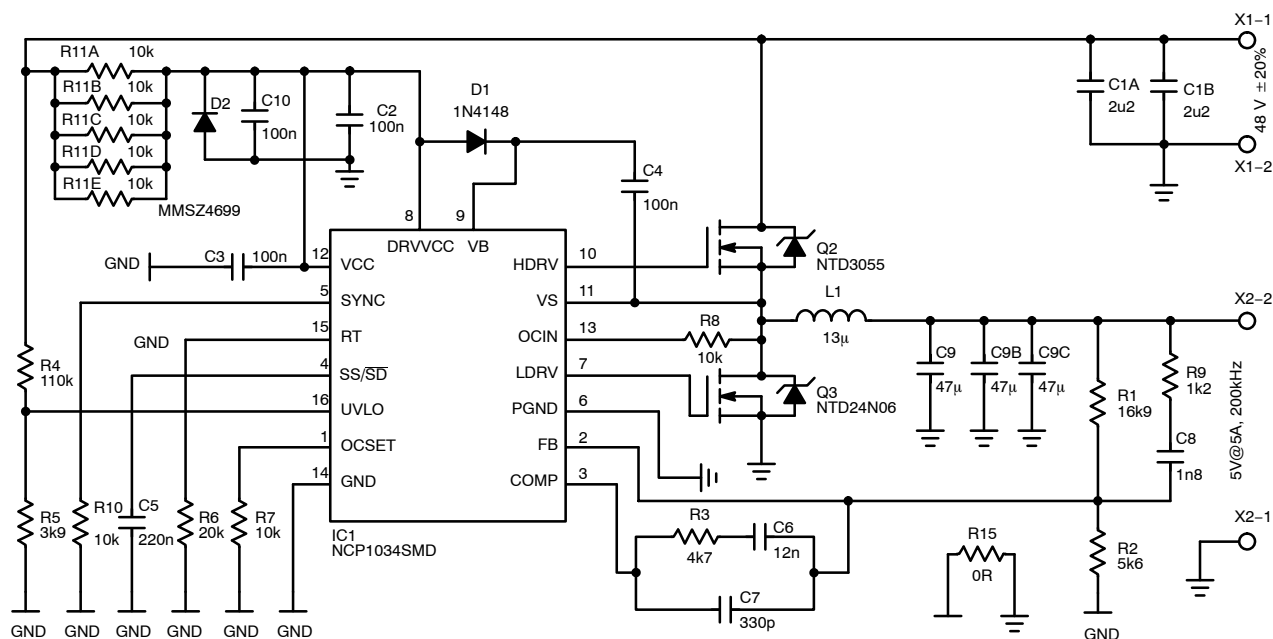 X1-1
R11A 10k
R11B 10k
R11C 10k
R11D 10k
R11E 10k
MMSZ4699
D2
C10
100n
C2
100n
D1
1N4148
C4
100n
C1A
2u2
C1B
2u2
48 V ±20%
X1-2
8
9
DRVVCC
VB
GND
C3
100n
12
VCC
5
SYNC
15
RT
GND
4
SS/SD
16
UVLO
1
OCSET
14
GND
HDRV
10
VS
11
OCIN
13
LDRV
7
PGND
6
FB
2
COMP
3
IC1
NCP1034SMD
Q2
NTD3055
R8
10k
Q3
NTD24N06
L1
13µ
X2-2
C9
47µ
C9B
47µ
C9C
47µ
R1
16k9
R9
1k2
C8
1n8
5V@5A, 200kHz
R4
110k
R5
3k9
R10
10k
C5
220n
R6
20k
R7
10k
R3
4k7
C6
12n
C7
330p
R15
0R
R2
5k6
X2-1
GND
GND
GND
GND
GND
GND
GND